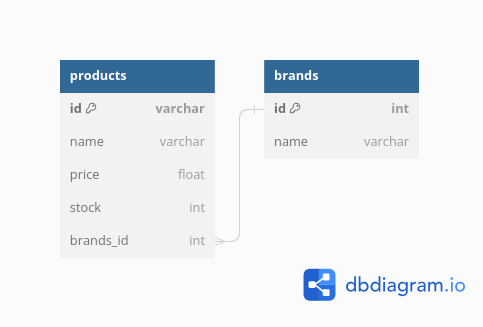 products
id varchar
name varchar
price float
stock int
brands_id int
brands
id int
name varchar
dbdiagram.io